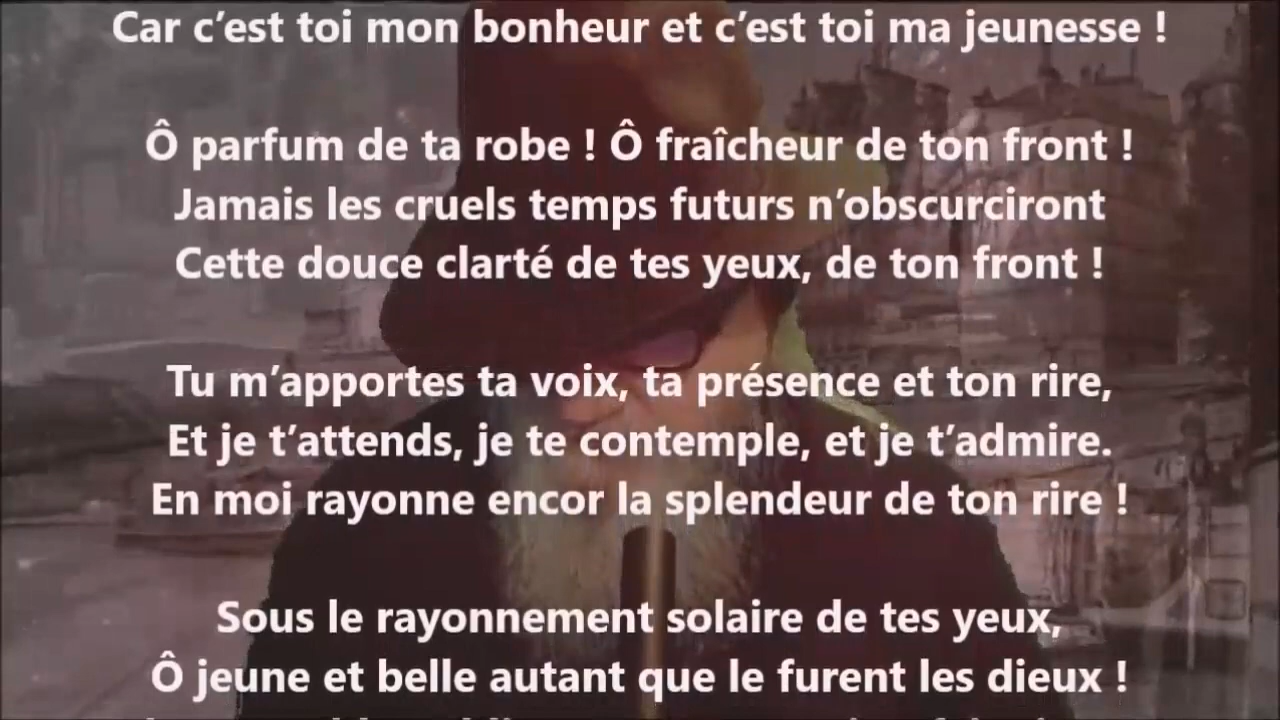 Car c’est toi mon bonheur et c’est toi ma jeunesse !
Ô parfum de ta robe ! Ô fraîcheur de ton front !
Jamais les cruels temps futurs n’obscurciront
Cette douce clarté de tes yeux, de ton front !
Tu m’apportes ta voix, ta présence et ton rire,
Et je t’attends, je te contemple, et je t’admire.
En moi rayonne encor la splendeur de ton rire !
Sous le rayonnement solaire de tes yeux,
Ô jeune et belle autant que le furent les dieux !